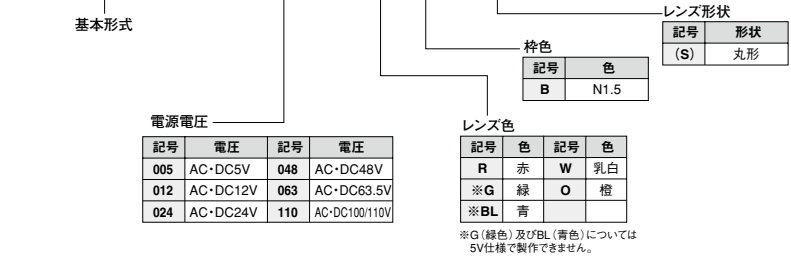 基本形式
レンズ形状
記号 形状
(S) 丸形
枠色
記号 色
B N1.5
電源電圧
記号 電圧 記号 電圧
005 AC・DC5V 048 AC・DC48V
012 AC・DC12V 063 AC・DC63.5V
024 AC・DC24V 110 AC・DC100/110V
レンズ色
記号 色 記号 色
R 赤 W 乳白
※G 緑 O 橙
※BL 青
※G(緑色)及びBL(青色)については
5V仕様で製作できません。